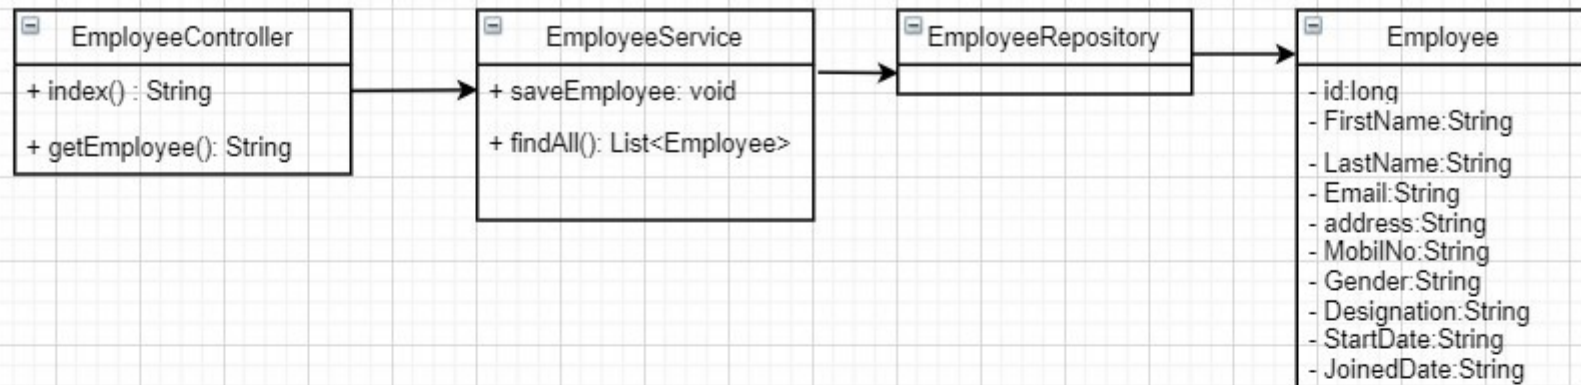 EmployeeController
+ index() : String
+ getEmployee(): String
EmployeeService
+ saveEmployee: void
+ findAll(): List<Employee>
EmployeeRepository
Employee
- id:long
- FirstName:String
- LastName:String
- Email:String
- address:String
- MobilNo:String
- Gender:String
- Designation:String
- StartDate:String
- JoinedDate:String